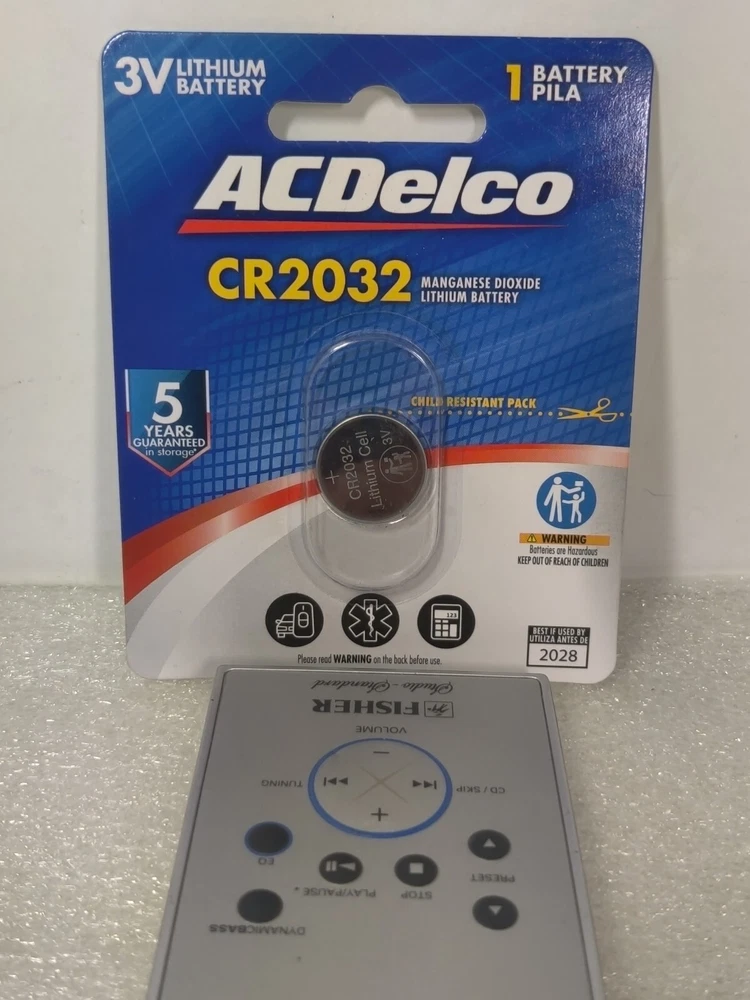 3V LITHIUM BATTERY
1 BATTERY PILA
ACDelco
CR2032 MANGANESE DIOXIDE LITHIUM BATTERY
CHILD RESISTANT PACK
5
YEARS
GUARANTEED
in storage*
+
CR2032
Lithium Cell
3V
⚠ WARNING
Batteries are Hazardous
KEEP OUT OF REACH OF CHILDREN
123
Please read WARNING on the back before use.
BEST IF USED BY
UTILIZA ANTES DE
2028
Studio-Standard
FISHER
VOLUME
−
TUNING
CD / SKIP
+
EQ
PLAY/PAUSE
STOP
PRESET
DYNAMICBASS